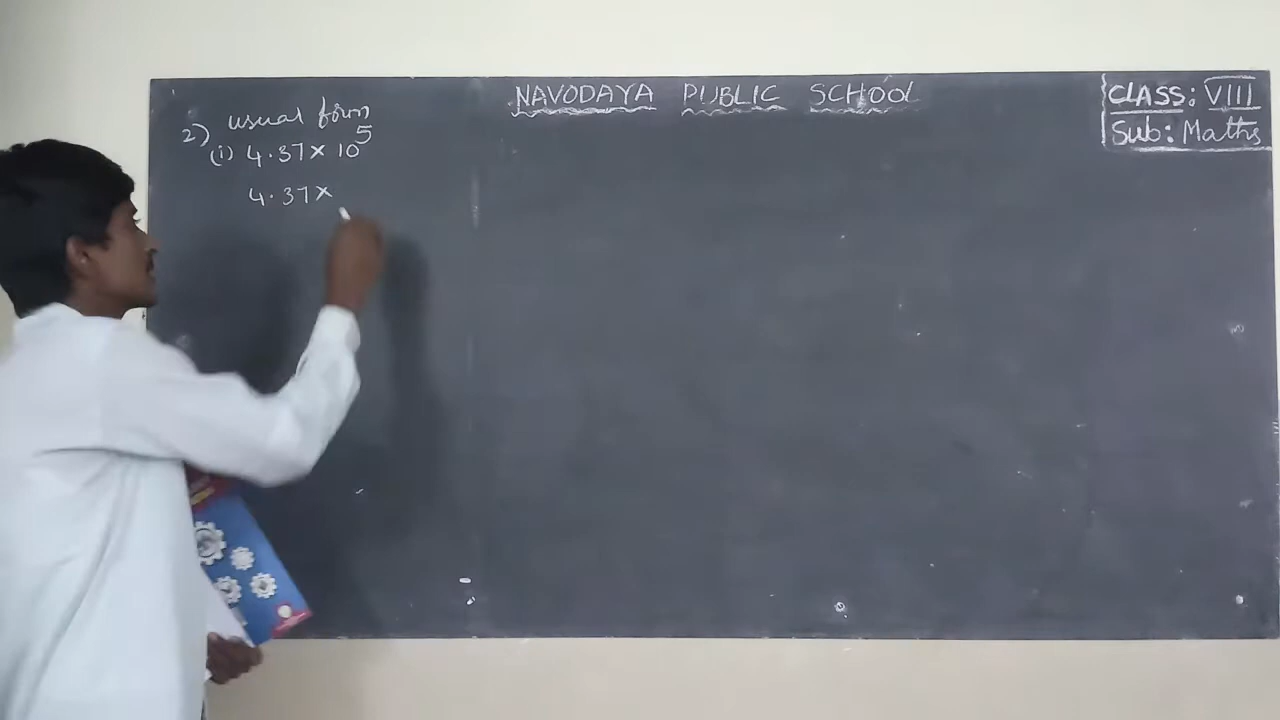 NAVODAYA PUBLIC SCHOOL
CLASS: VIII
Sub: Maths
2) usual form
(i) 4.37 × 10⁵
4.37 ×